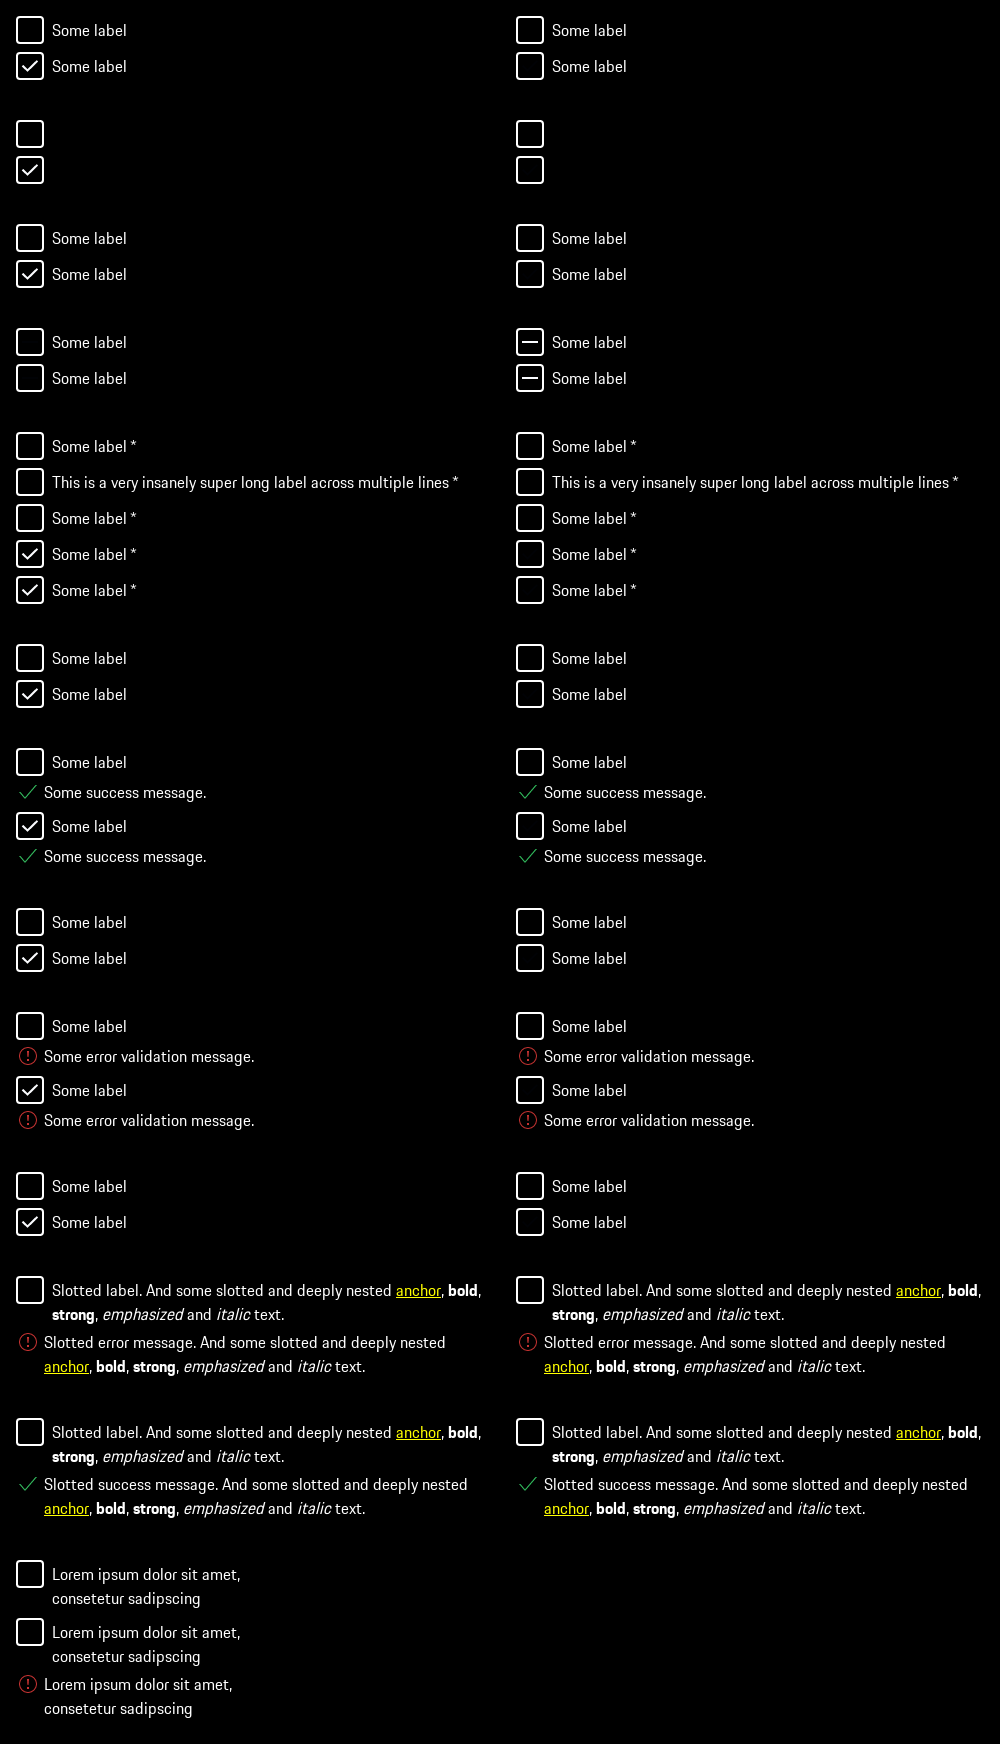 Some label
Some label
Some label
Some label
Some label
Some label
Some label
Some label
Some label
Some label
Some label
Some label
Some label *
Some label *
This is a very insanely super long label across multiple lines *
This is a very insanely super long label across multiple lines *
Some label *
Some label *
Some label *
Some label *
Some label *
Some label *
Some label
Some label
Some label
Some label
Some label
Some label
Some success message.
Some success message.
Some label
Some label
Some success message.
Some success message.
Some label
Some label
Some label
Some label
Some label
Some label
Some error validation message.
Some error validation message.
Some label
Some label
Some error validation message.
Some error validation message.
Some label
Some label
Some label
Some label
Slotted label. And some slotted and deeply nested anchor, bold,
strong, emphasized and italic text.
Slotted error message. And some slotted and deeply nested
anchor, bold, strong, emphasized and italic text.
Slotted label. And some slotted and deeply nested anchor, bold,
strong, emphasized and italic text.
Slotted error message. And some slotted and deeply nested
anchor, bold, strong, emphasized and italic text.
Slotted label. And some slotted and deeply nested anchor, bold,
strong, emphasized and italic text.
Slotted success message. And some slotted and deeply nested
anchor, bold, strong, emphasized and italic text.
Slotted label. And some slotted and deeply nested anchor, bold,
strong, emphasized and italic text.
Slotted success message. And some slotted and deeply nested
anchor, bold, strong, emphasized and italic text.
Lorem ipsum dolor sit amet,
consetetur sadipscing
Lorem ipsum dolor sit amet,
consetetur sadipscing
Lorem ipsum dolor sit amet,
consetetur sadipscing